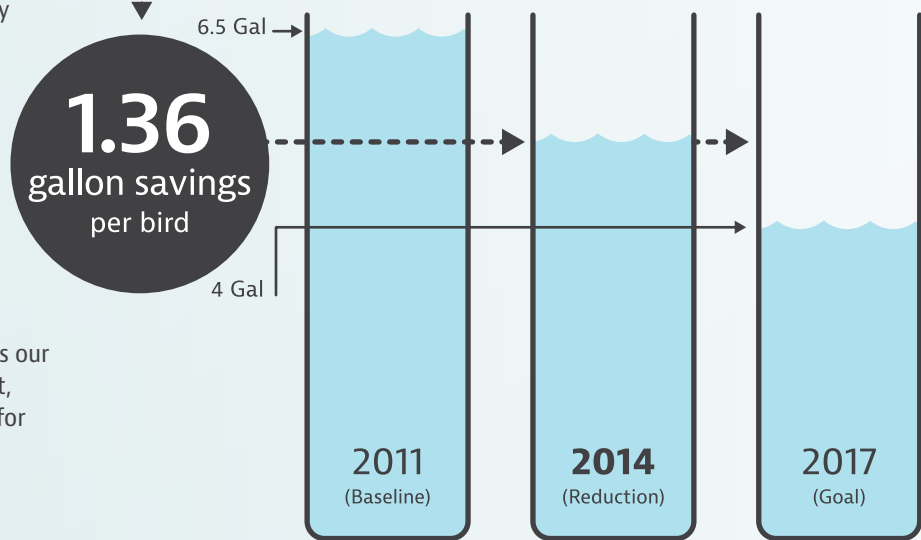 y
6.5 Gal
1.36
gallon savings
per bird
4 Gal
s our
t,
for
2011
(Baseline)
2014
(Reduction)
2017
(Goal)